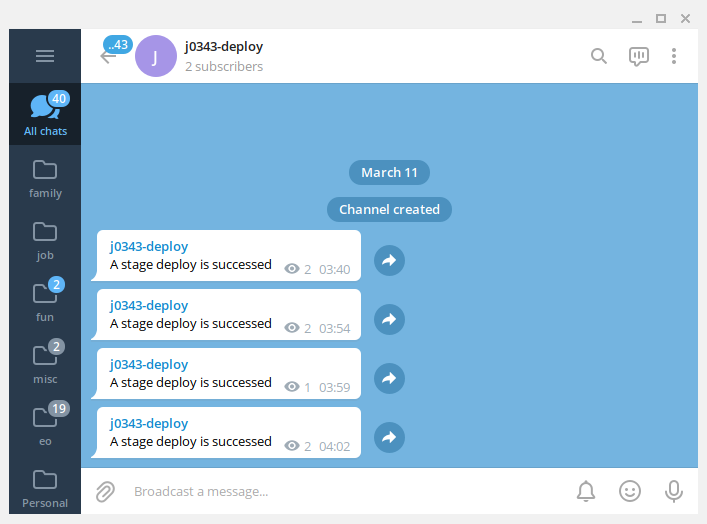 ..43
J
j0343-deploy
2 subscribers
40
All chats
family
job
2
fun
2
misc
19
eo
Personal
March 11
Channel created
j0343-deploy
A stage deploy is successed 2 03:40
j0343-deploy
A stage deploy is successed 2 03:54
j0343-deploy
A stage deploy is successed 1 03:59
j0343-deploy
A stage deploy is successed 2 04:02
Broadcast a message...